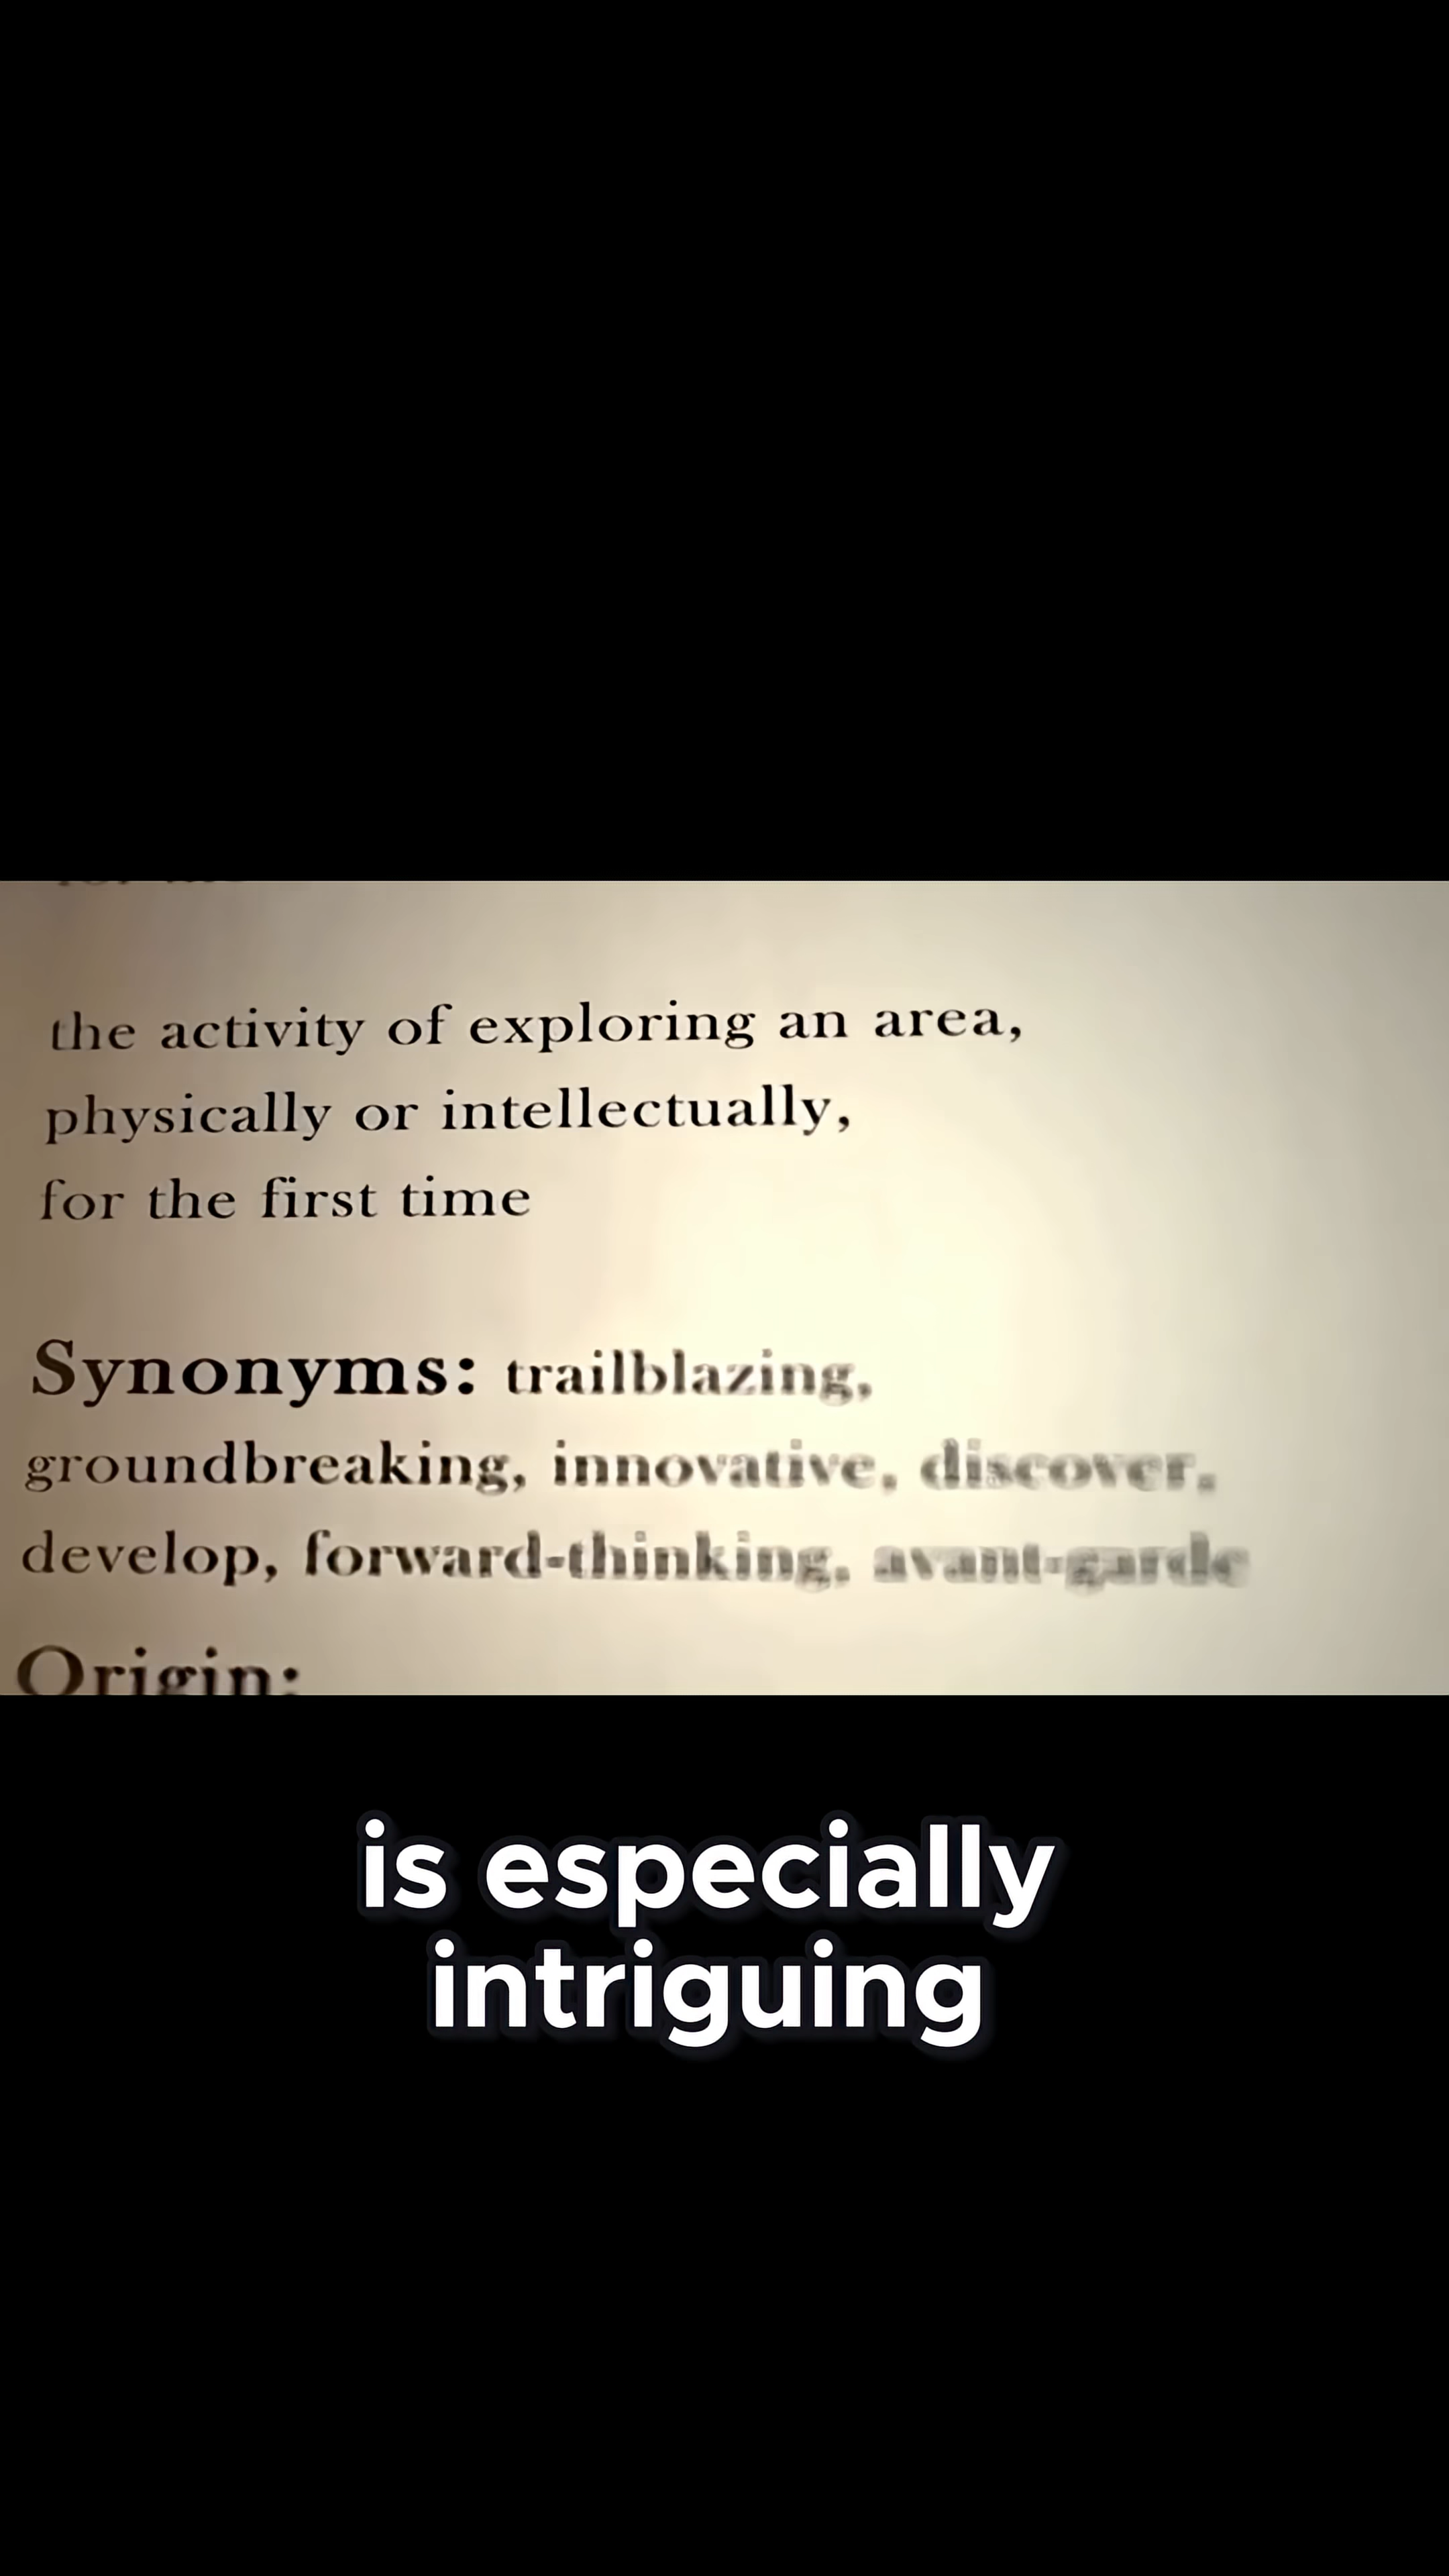 the activity of exploring an area,
physically or intellectually,
for the first time
Synonyms: trailblazing,
groundbreaking, innovative, discover,
develop, forward-thinking, avant-garde
Origin:
is especially
intriguing